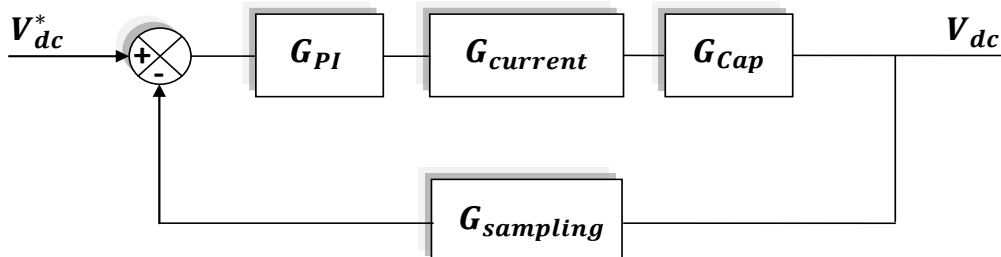 V*dc
+
-
GPI
Gcurrent
GCap
Vdc
Gsampling